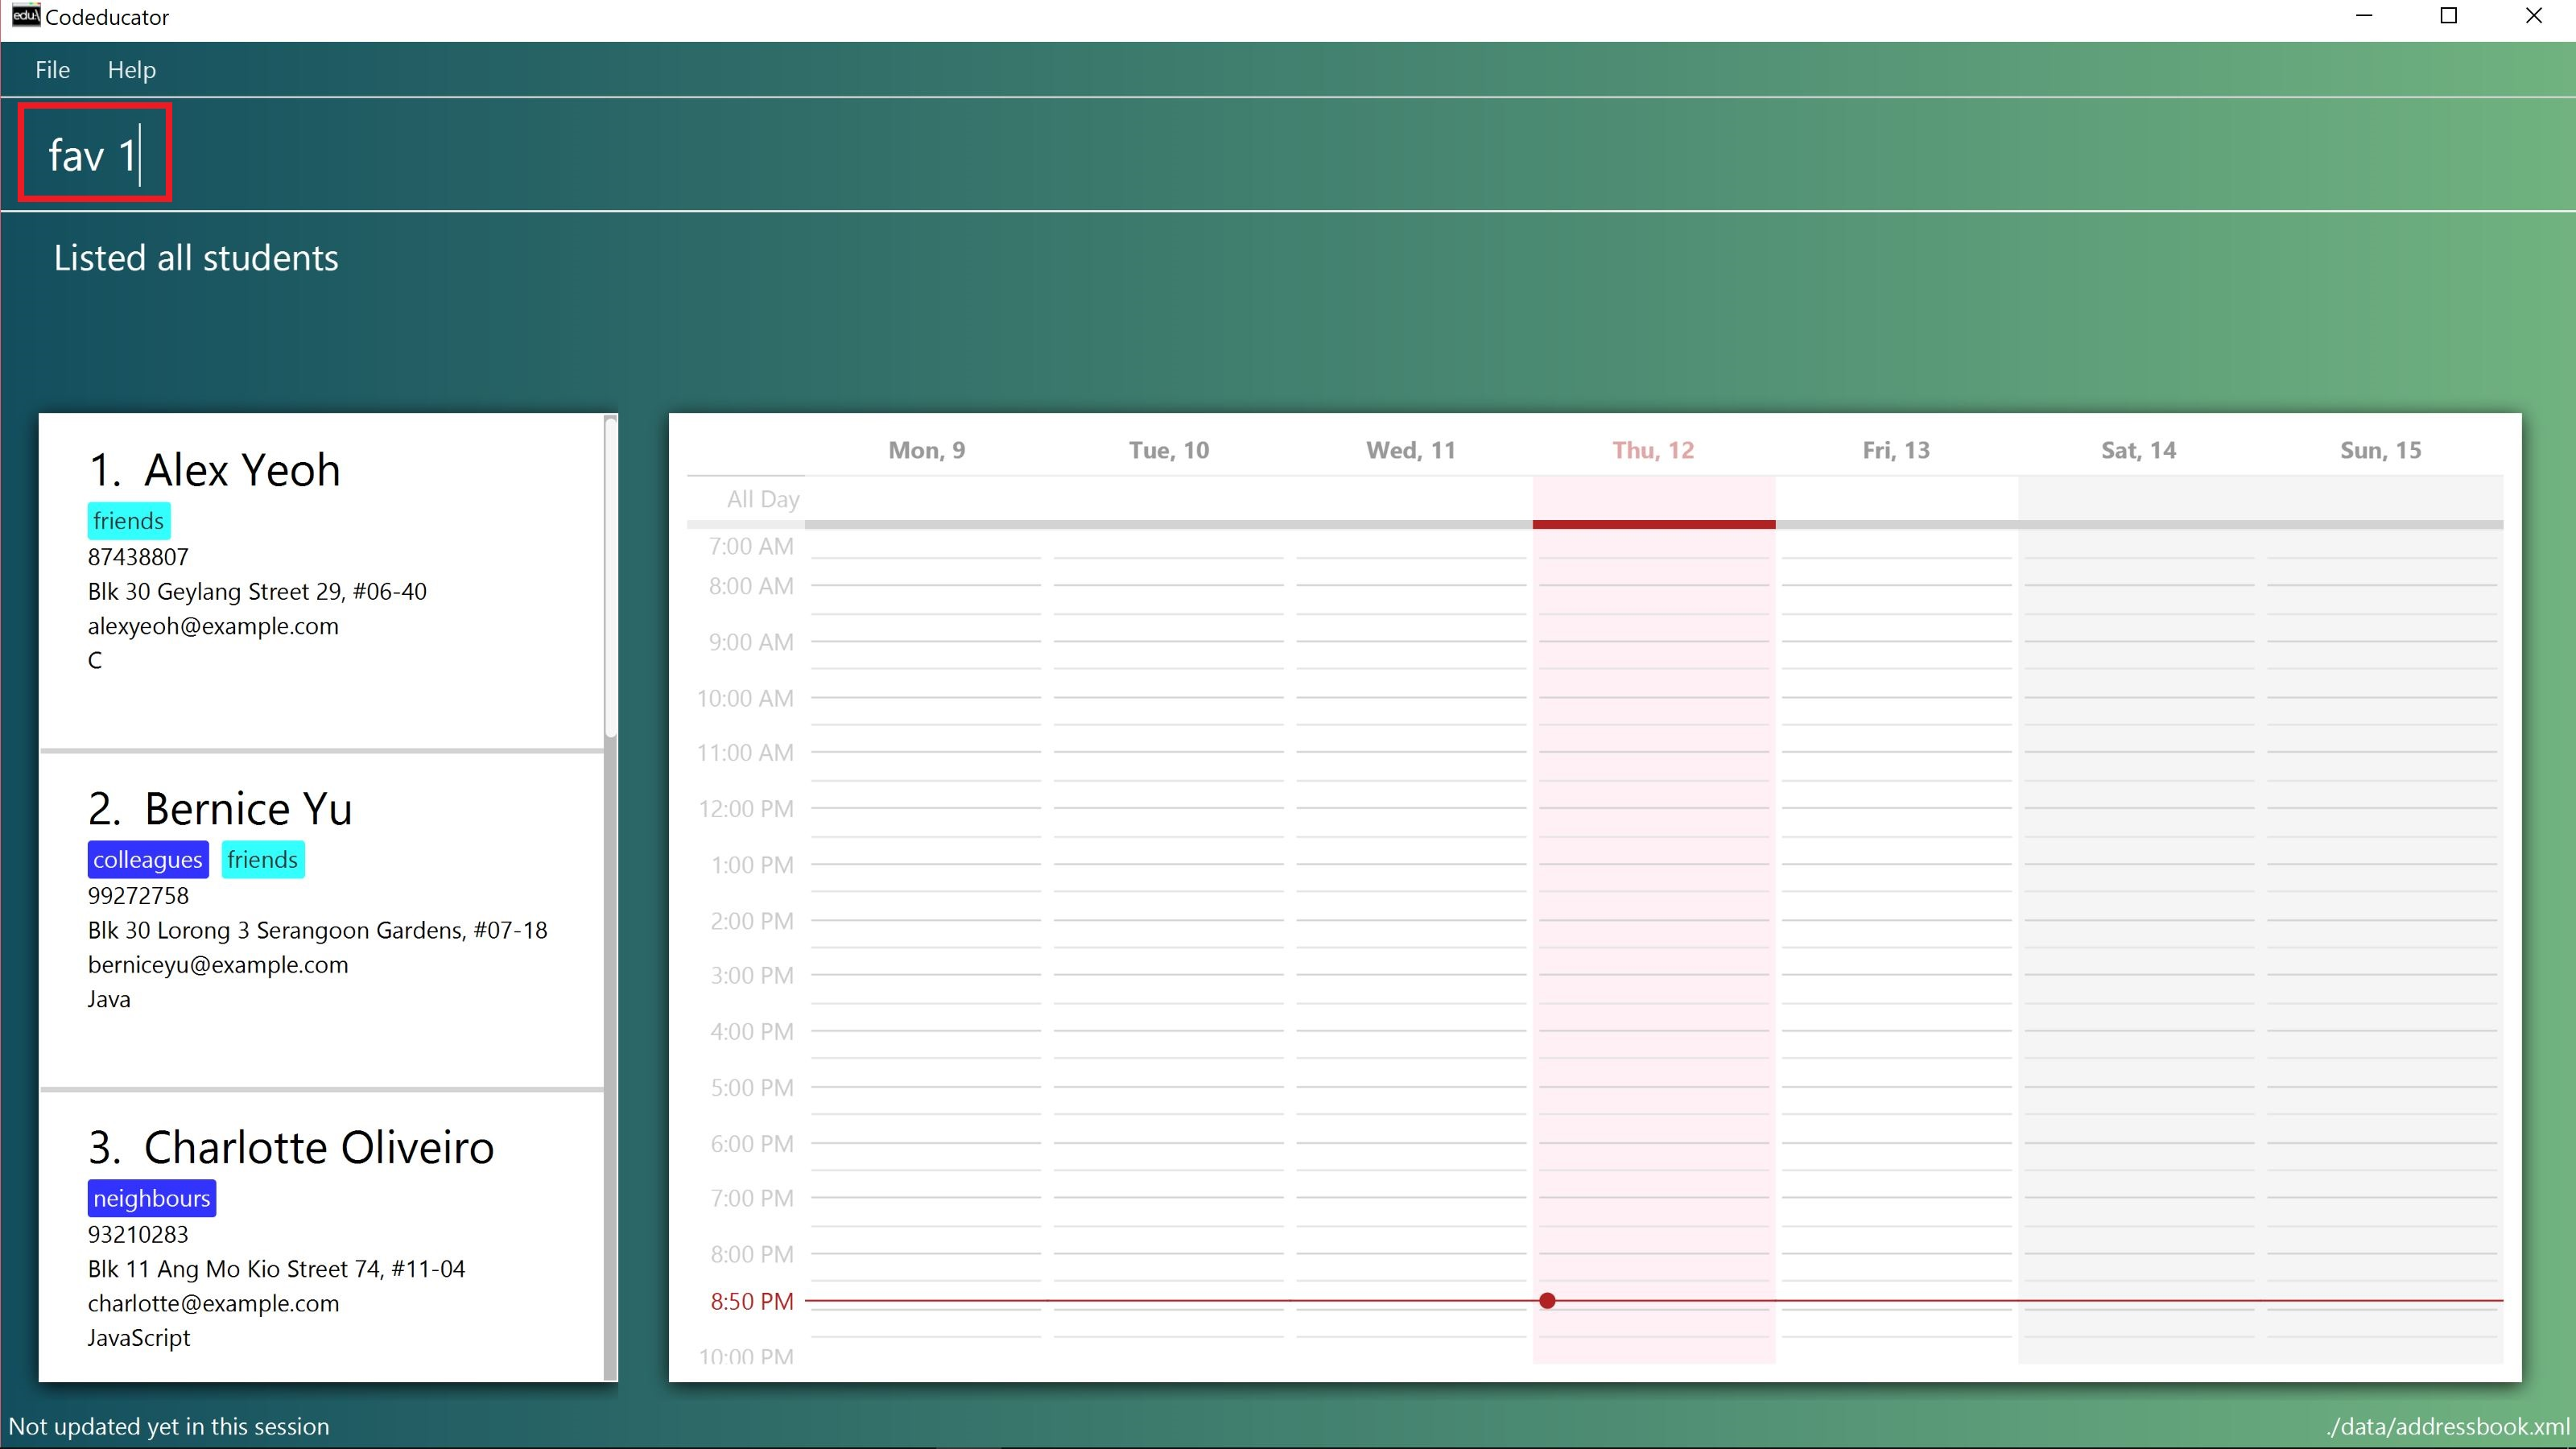 edu:\ Codeducator
File Help
fav 1
Listed all students
1. Alex Yeoh
friends
87438807
Blk 30 Geylang Street 29, #06-40
alexyeoh@example.com
C
2. Bernice Yu
colleagues friends
99272758
Blk 30 Lorong 3 Serangoon Gardens, #07-18
berniceyu@example.com
Java
3. Charlotte Oliveiro
neighbours
93210283
Blk 11 Ang Mo Kio Street 74, #11-04
charlotte@example.com
JavaScript
Mon, 9 Tue, 10 Wed, 11 Thu, 12 Fri, 13 Sat, 14 Sun, 15
All Day
7:00 AM
8:00 AM
9:00 AM
10:00 AM
11:00 AM
12:00 PM
1:00 PM
2:00 PM
3:00 PM
4:00 PM
5:00 PM
6:00 PM
7:00 PM
8:00 PM
8:50 PM
10:00 PM
Not updated yet in this session
./data/addressbook.xml